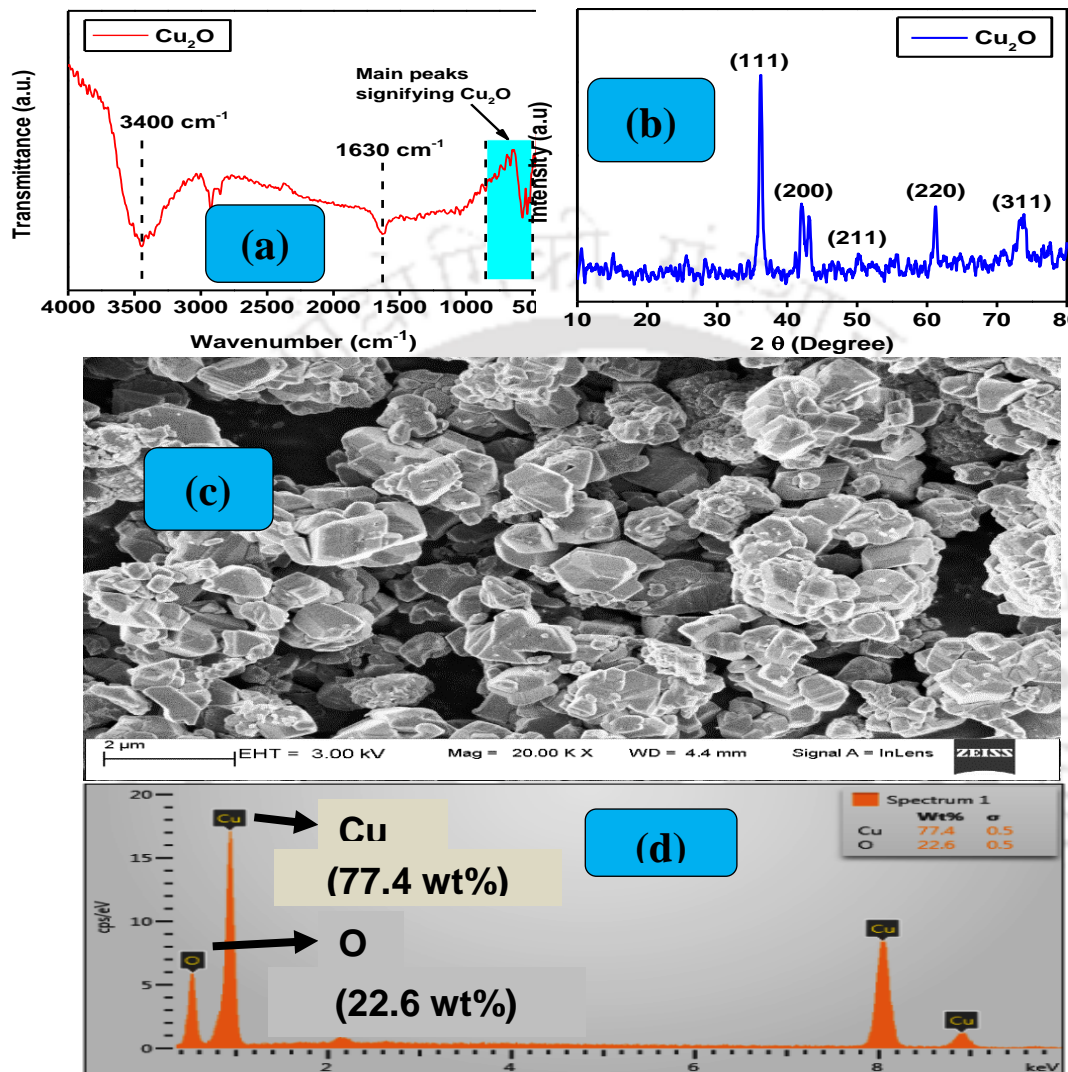 Cu₂O
Main peaks
signifying Cu₂O
3400 cm⁻¹
1630 cm⁻¹
(a)
Transmittance (a.u.)
4000 3500 3000 2500 2000 1500 1000 500
Wavenumber (cm⁻¹)
Cu₂O
(b)
(111)
(200)
(211)
(220)
(311)
Intensity (a.u)
10 20 30 40 50 60 70 80
2 θ (Degree)
(c)
2 µm
EHT = 3.00 kV Mag = 20.00 K X WD = 4.4 mm Signal A = InLens ZEISS
(d)
Cu
(77.4 wt%)
O
(22.6 wt%)
Spectrum 1
Wt% σ
Cu 77.4 0.5
O 22.6 0.5
Cu
O
Cu
Cu
cps/eV
20
15
10
5
0
2 4 6 8 keV